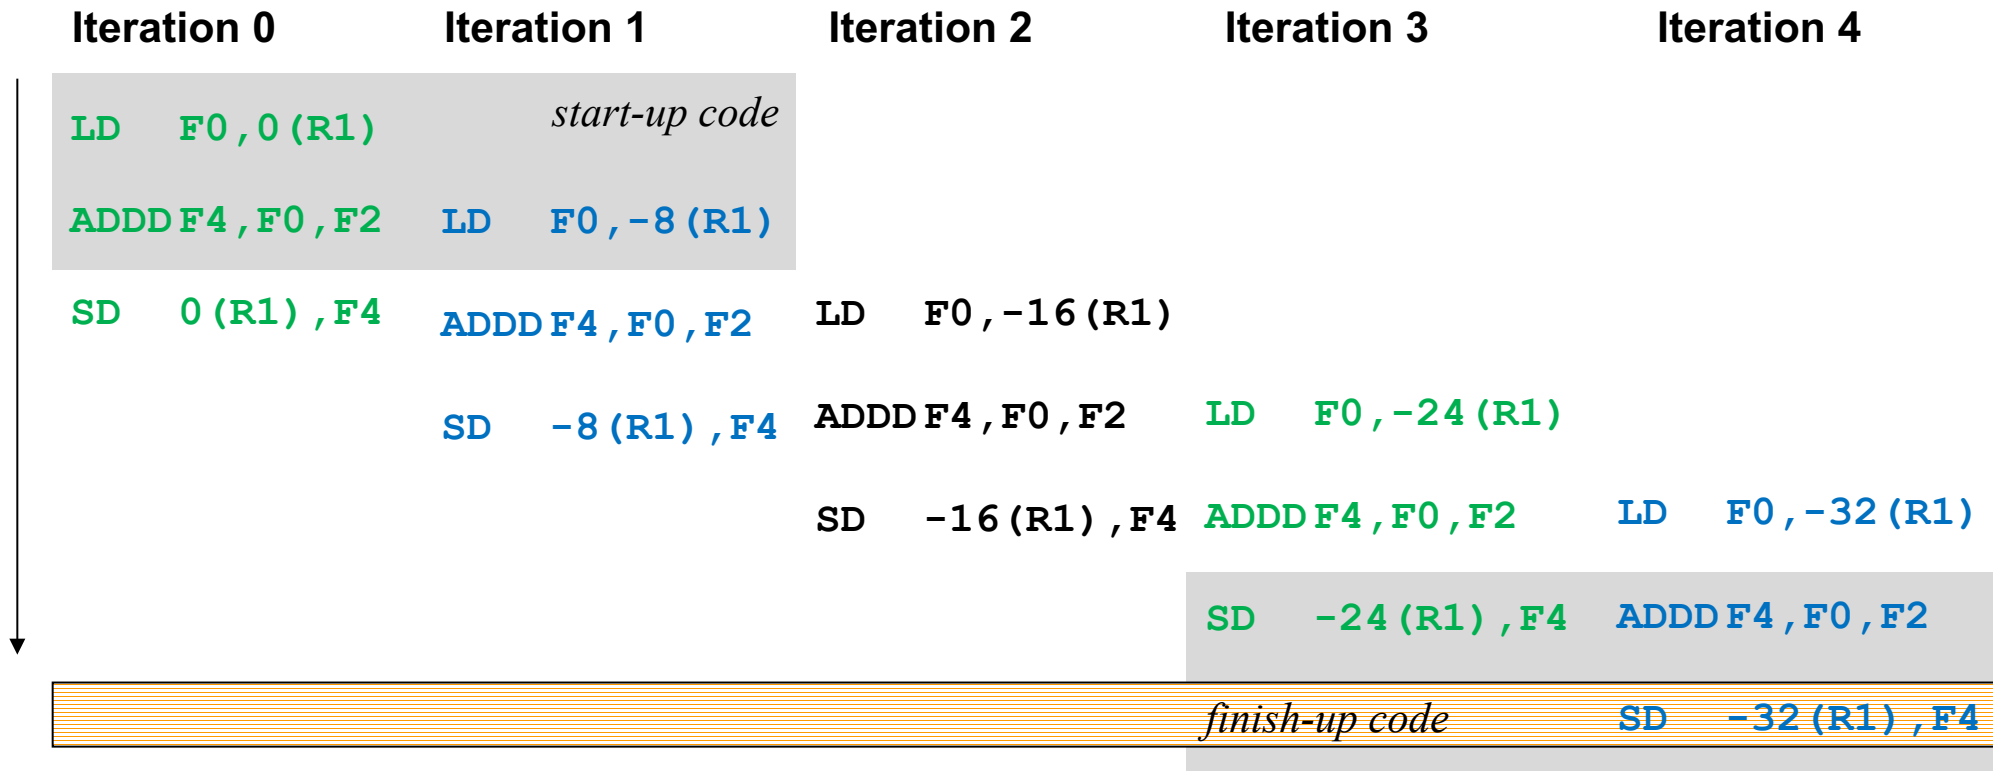 Iteration 0 Iteration 1 Iteration 2 Iteration 3 Iteration 4
start-up code
LD F0,0(R1)
ADDD F4,F0,F2 LD F0,-8(R1)
SD 0(R1),F4 ADDD F4,F0,F2 LD F0,-16(R1)
SD -8(R1),F4 ADDD F4,F0,F2 LD F0,-24(R1)
SD -16(R1),F4 ADDD F4,F0,F2 LD F0,-32(R1)
SD -24(R1),F4 ADDD F4,F0,F2
finish-up code SD -32(R1),F4